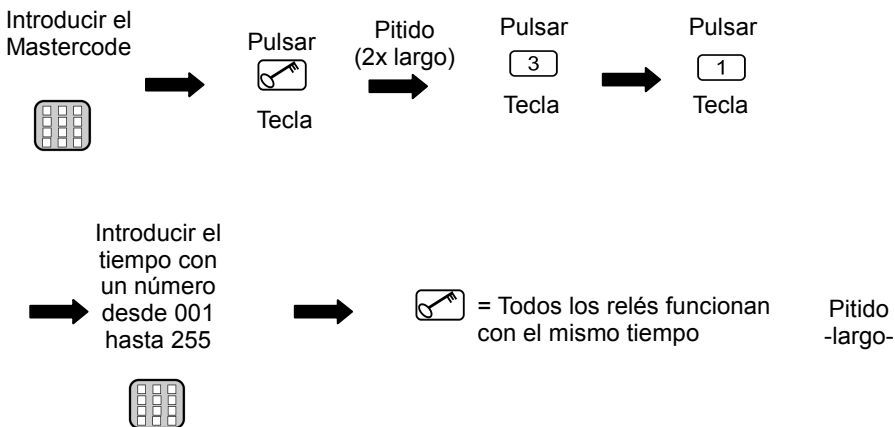 Introducir el
Mastercode
Pulsar
Tecla
Pitido
(2x largo)
Pulsar
3
Tecla
Pulsar
1
Tecla
Introducir el
tiempo con
un número
desde 001
hasta 255
= Todos los relés funcionan
con el mismo tiempo
Pitido
-largo-